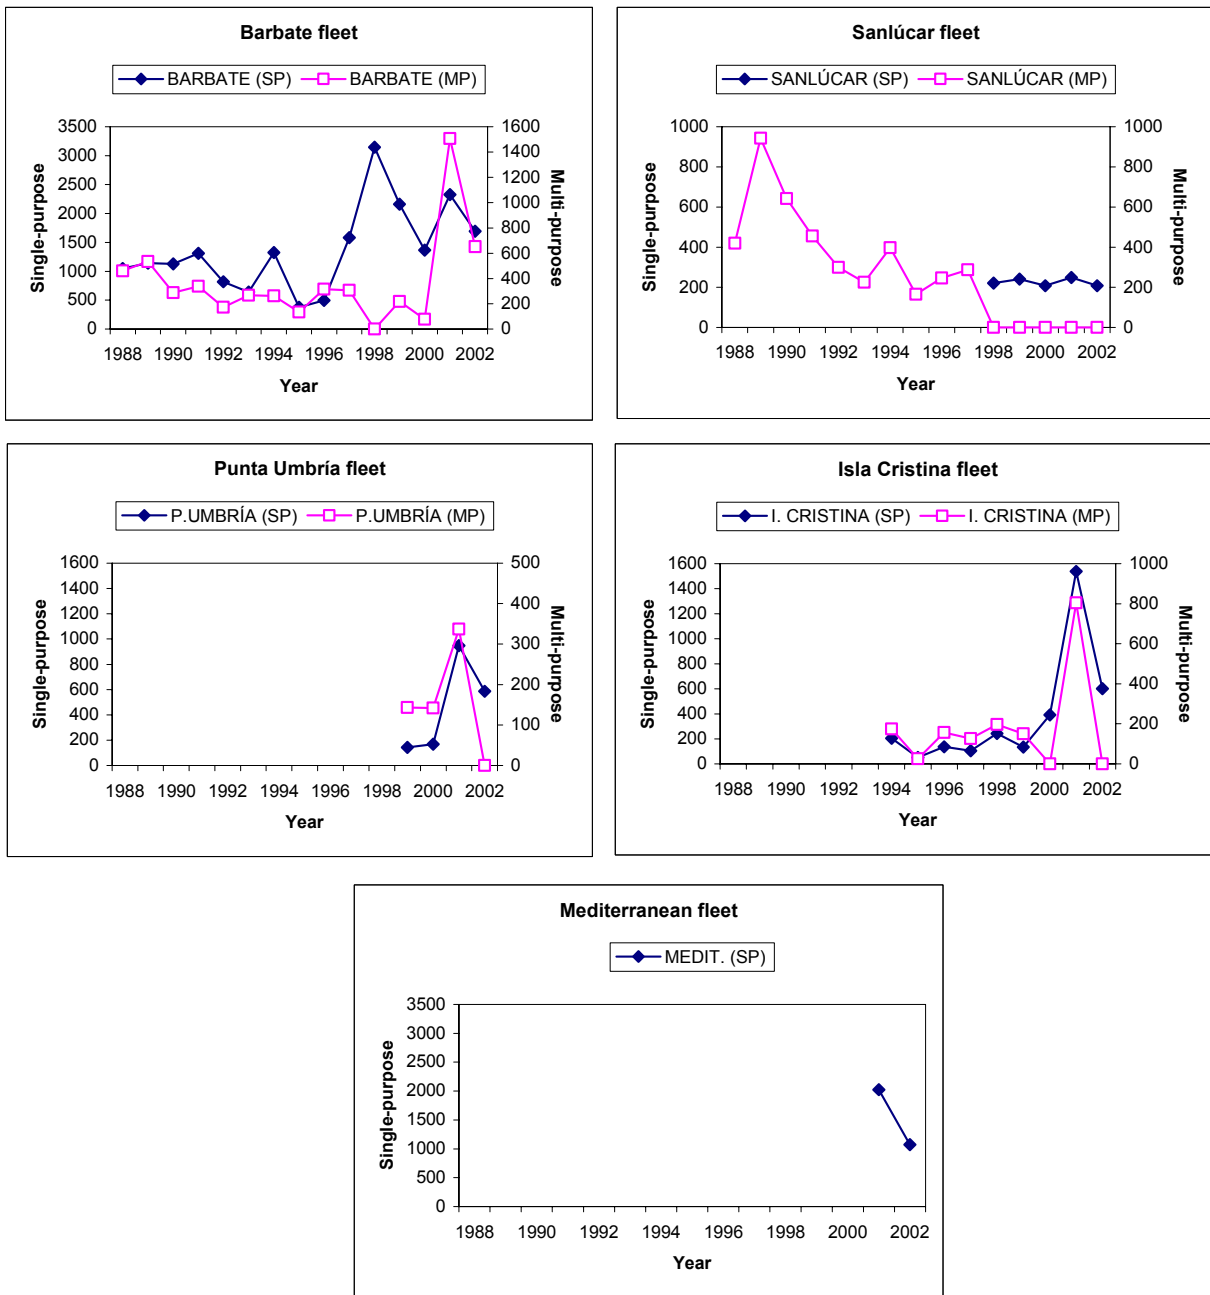 Barbate fleet
BARBATE (SP) BARBATE (MP)
Single-purpose
3500
3000
2500
2000
1500
1000
500
0
1600
1400
1200
1000
800
600
400
200
0
Multi-purpose
1988 1990 1992 1994 1996 1998 2000 2002
Year
Sanlúcar fleet
SANLÚCAR (SP) SANLÚCAR (MP)
Single-purpose
1000
800
600
400
200
0
1000
800
600
400
200
0
Multi-purpose
1988 1990 1992 1994 1996 1998 2000 2002
Year
Punta Umbría fleet
P.UMBRÍA (SP) P.UMBRÍA (MP)
Single-purpose
1600
1400
1200
1000
800
600
400
200
0
500
400
300
200
100
0
Multi-purpose
1988 1990 1992 1994 1996 1998 2000 2002
Year
Isla Cristina fleet
I. CRISTINA (SP) I. CRISTINA (MP)
Single-purpose
1600
1400
1200
1000
800
600
400
200
0
1000
800
600
400
200
0
Multi-purpose
1988 1990 1992 1994 1996 1998 2000 2002
Year
Mediterranean fleet
MEDIT. (SP)
Single-purpose
3500
3000
2500
2000
1500
1000
500
0
1988 1990 1992 1994 1996 1998 2000 2002
Year